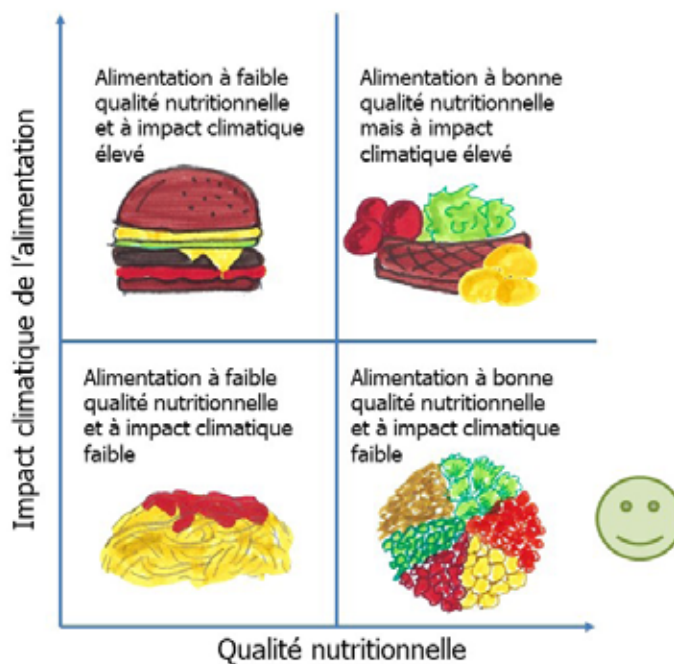 Impact climatique de l'alimentation
Alimentation à faible
qualité nutritionnelle
et à impact climatique
élevé
Alimentation à bonne
qualité nutritionnelle
mais à impact
climatique élevé
Alimentation à faible
qualité nutritionnelle
et à impact climatique
faible
Alimentation à bonne
qualité nutritionnelle
et à impact climatique
faible
Qualité nutritionnelle